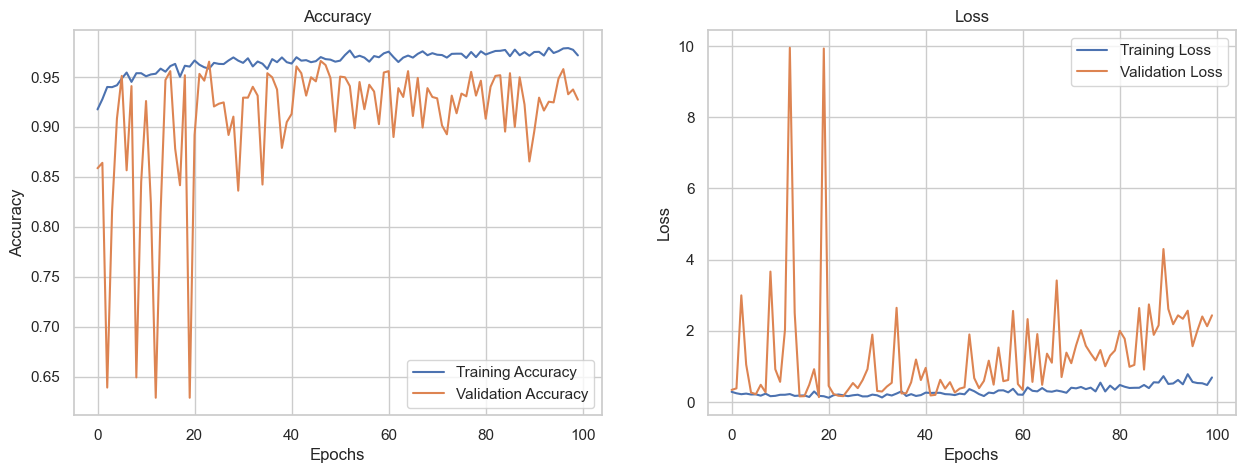 Accuracy
0.95
0.90
0.85
0.80
0.75
0.70
0.65
Accuracy
Training Accuracy
Validation Accuracy
0
20
40
60
80
100
Epochs
Loss
10
8
6
4
2
0
Loss
Training Loss
Validation Loss
0
20
40
60
80
100
Epochs